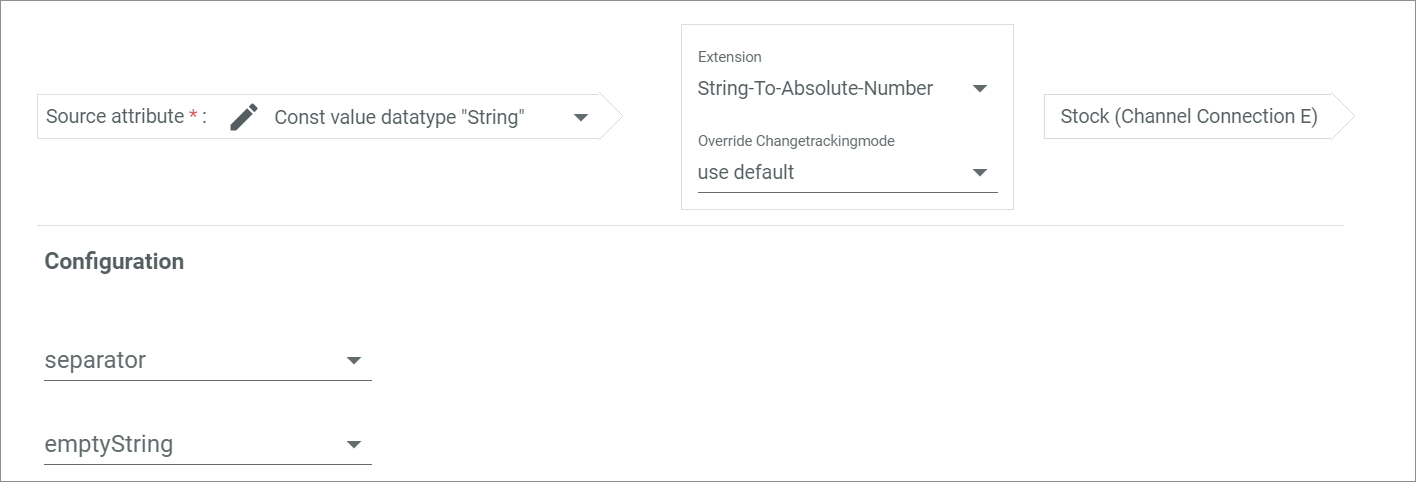 Extension
String-To-Absolute-Number
Source attribute * : Const value datatype "String"
Stock (Channel Connection E)
Override Changetrackingmode
use default
Configuration
separator
emptyString